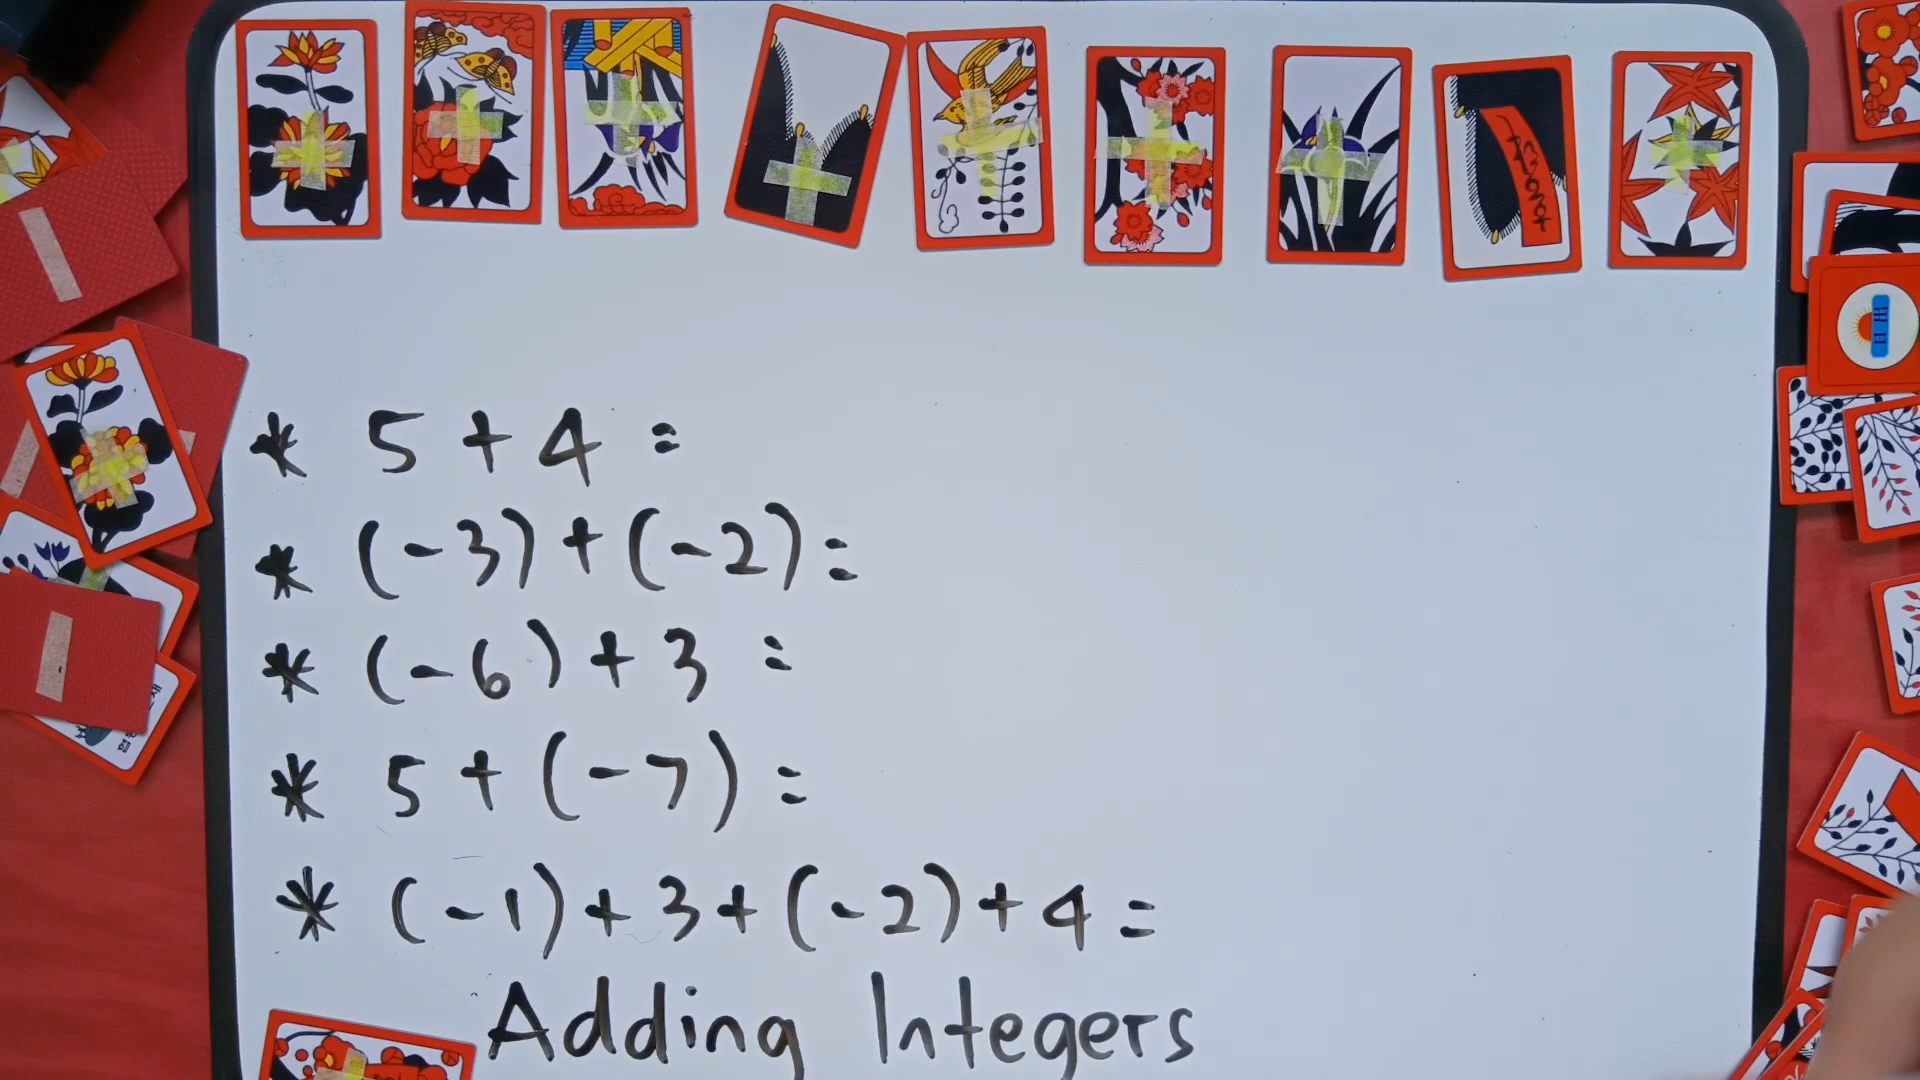 * 5 + 4 =
* (-3) + (-2) =
* (-6) + 3 =
* 5 + (-7) =
* (-1) + 3 + (-2) + 4 =
Adding Integers